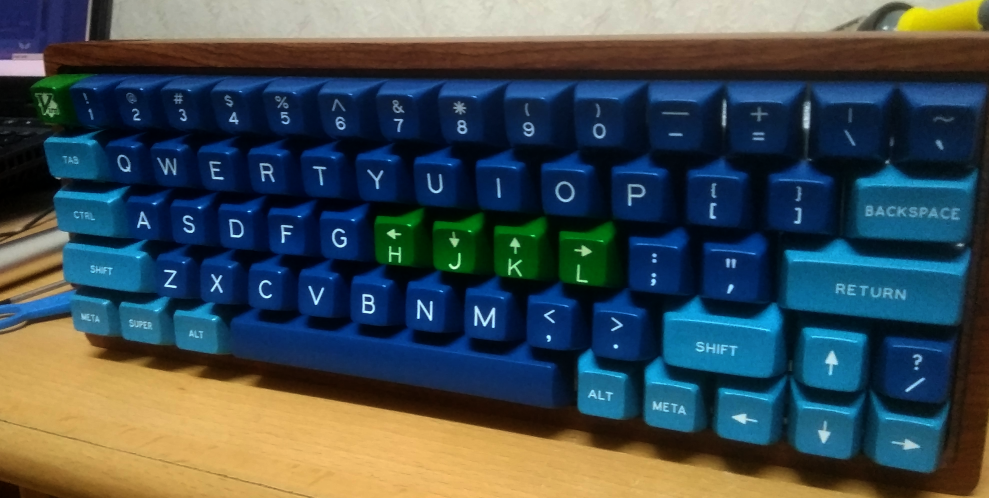 Vim ! 1 @ 2 # 3 $ 4 % 5 ^ 6 & 7 * 8 ( 9 ) 0 — - + = | \ ~ `
TAB Q W E R T Y U I O P { [ } ] BACKSPACE
CTRL A S D F G ← H ↓ J ↑ K → L : ; " ' RETURN
SHIFT Z X C V B N M < , > . SHIFT ↑ ? /
META SUPER ALT ALT META ← ↓ →